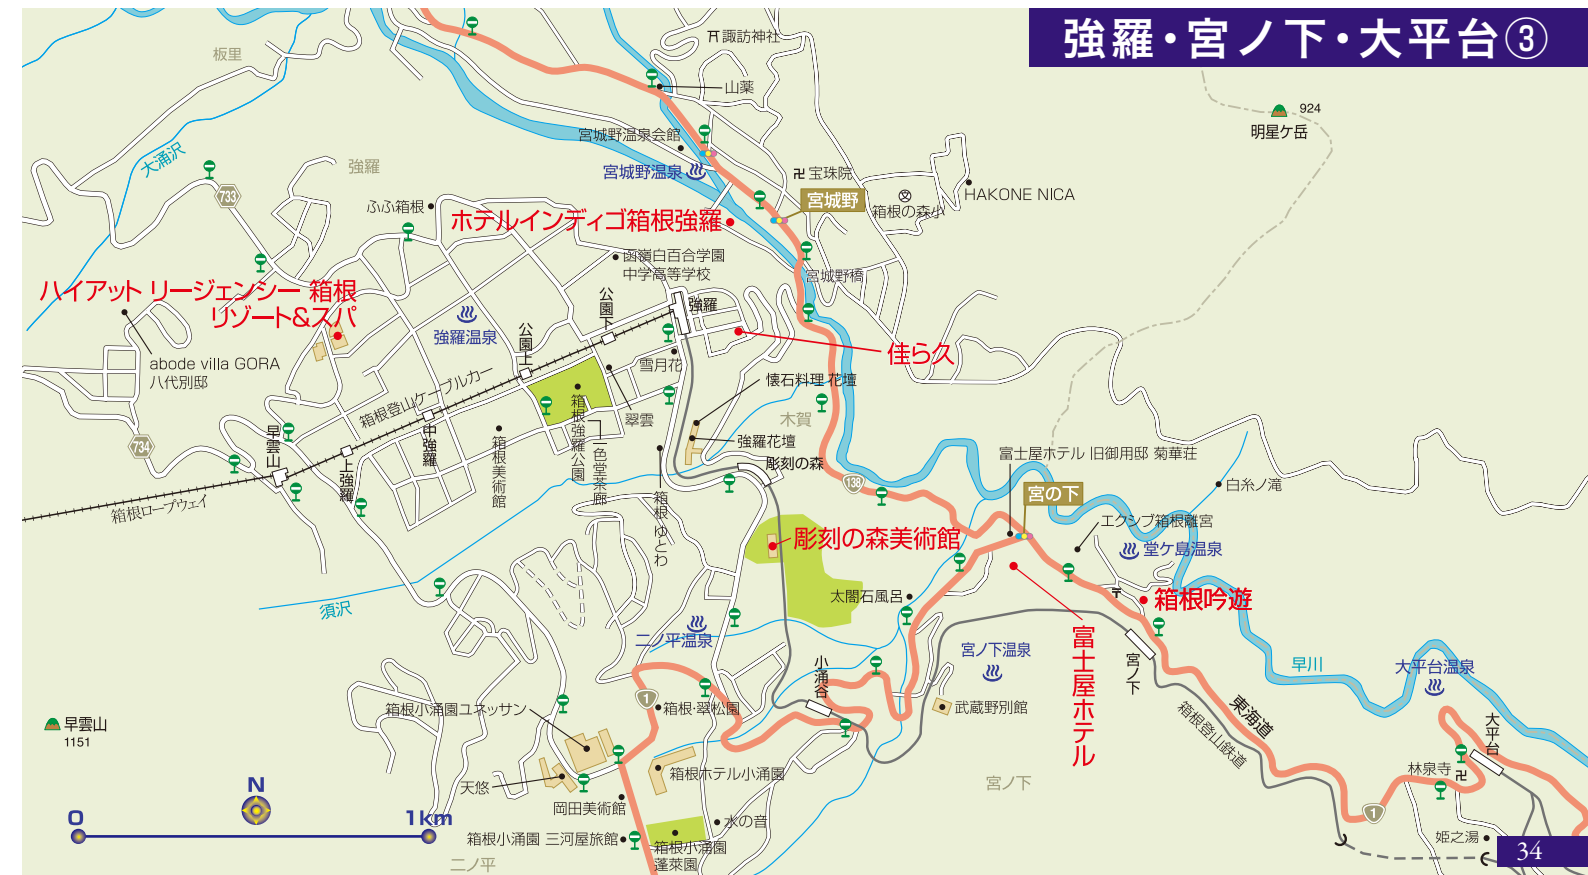 強羅・宮ノ下・大平台③
板里
諏訪神社
山薬
924
明星ケ岳
宮城野温泉会館
大涌沢
強羅
宮城野温泉
宝珠院
宮城野
HAKONE NICA
箱根の森小
733
ふふ箱根
ホテルインディゴ箱根強羅
函嶺白百合学園
中学高等学校
宮城野橋
ハイアット リージェンシー 箱根
リゾート&スパ
公園下
強羅
強羅温泉
公園上
佳ら久
abode villa GORA
八代別邸
雪月花
懐石料理 花壇
箱根登山ケーブルカー
箱根強羅公園
翠雲
木賀
734
早雲山
中強羅
箱根美術館
一色堂茶廊
強羅花壇
上強羅
彫刻の森
富士屋ホテル 旧御用邸 菊華荘
138
宮の下
白糸ノ滝
箱根ロープウェイ
箱根 ゆとわ
エクシブ箱根離宮
彫刻の森美術館
堂ケ島温泉
須沢
太閤石風呂
箱根吟遊
二ノ平温泉
小涌谷
宮ノ下温泉
富士屋ホテル
宮ノ下
早川
大平台温泉
1
箱根・翠松園
箱根小涌園ユネッサン
武蔵野別館
東海道
箱根登山鉄道
大平台
早雲山
1151
天悠
箱根ホテル小涌園
宮ノ下
林泉寺
N
岡田美術館
0
1km
水の音
1
箱根小涌園 三河屋旅館
箱根小涌園
蓬莱園
姫之湯
二ノ平
34